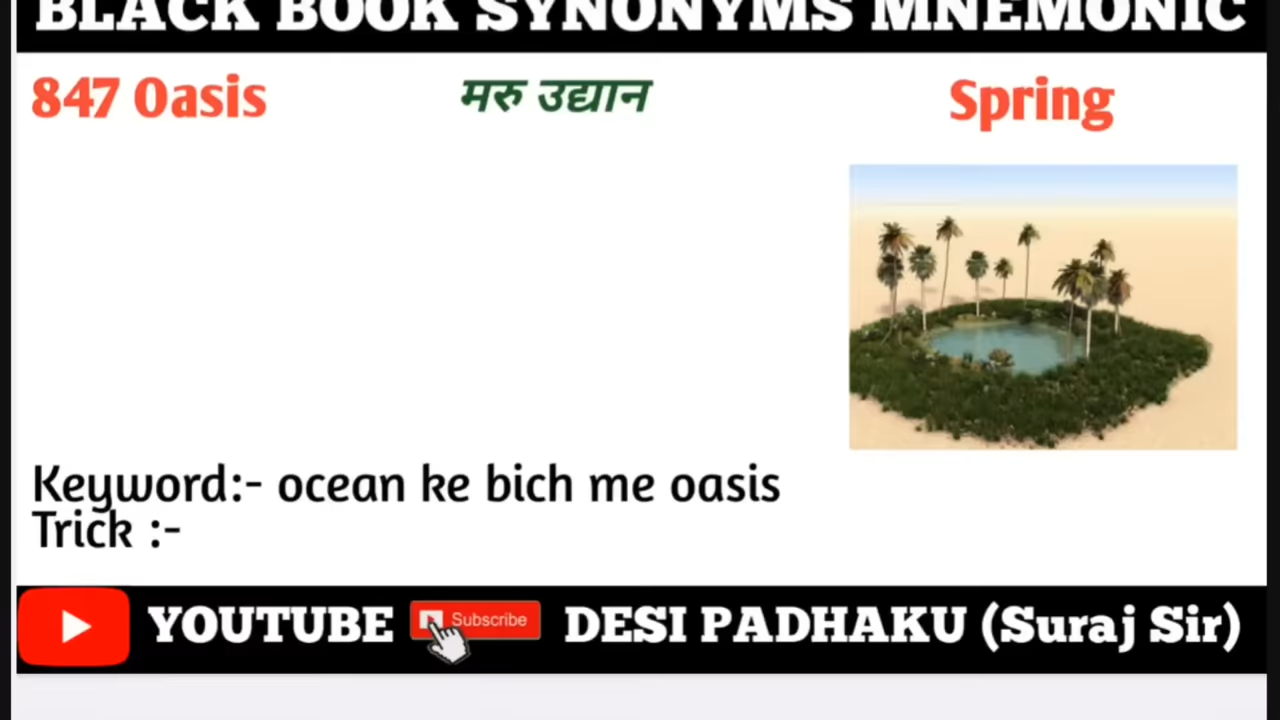 BLACK BOOK SYNONYMS MNEMONIC
847 Oasis मरु उद्यान Spring
Keyword:- ocean ke bich me oasis
Trick :-
YOUTUBE Subscribe DESI PADHAKU (Suraj Sir)